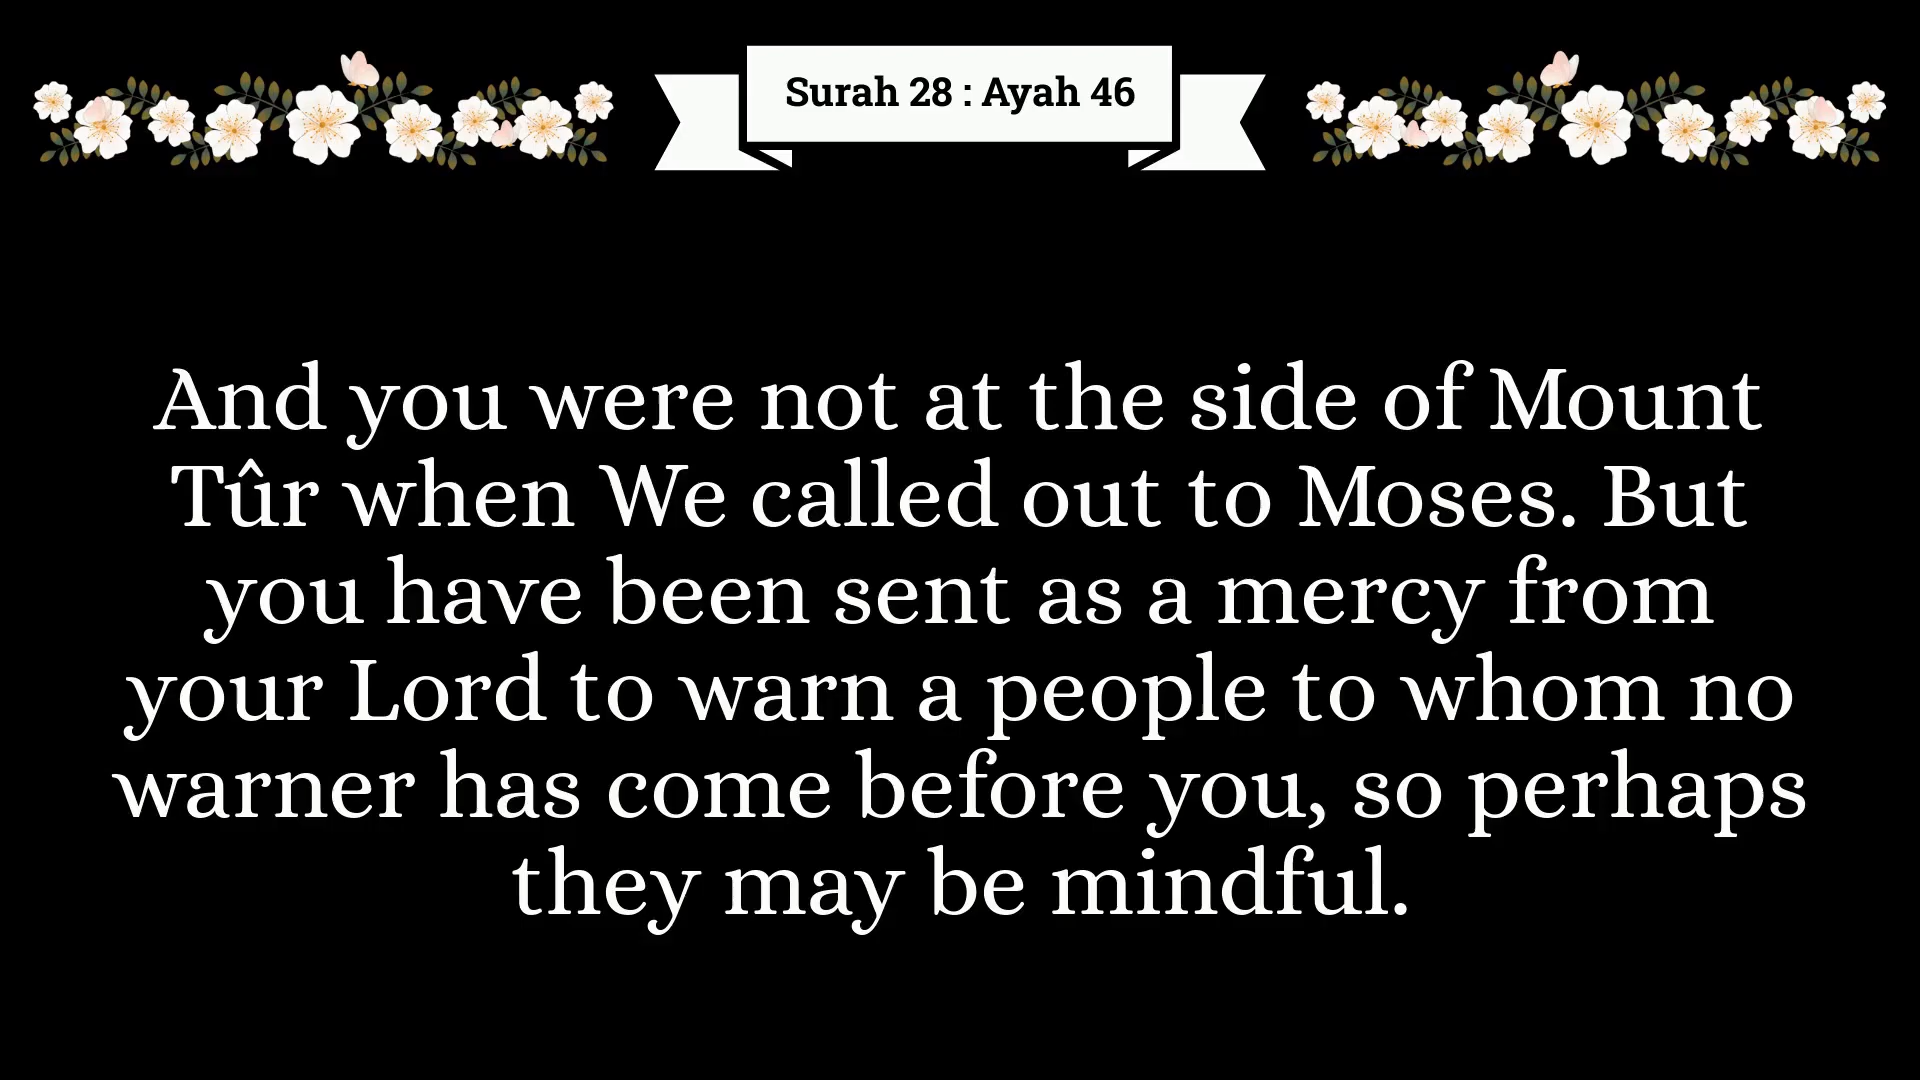 Surah 28 : Ayah 46
And you were not at the side of Mount
Tûr when We called out to Moses. But
you have been sent as a mercy from
your Lord to warn a people to whom no
warner has come before you, so perhaps
they may be mindful.